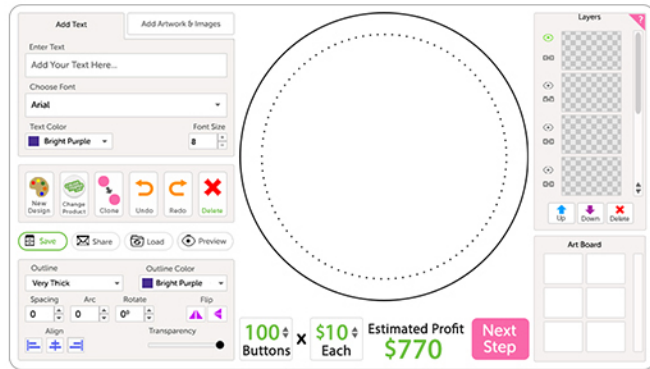 Add Text
Add Artwork & Images
Enter Text
Add Your Text Here...
Choose Font
Arial
Text Color
Font Size
Bright Purple
8
New Design
Change Product
Clone
Undo
Redo
Delete
Save
Share
Load
Preview
Outline
Outline Color
Very Thick
Bright Purple
Spacing
Arc
Rotate
Flip
0
0
0°
Align
Transparency
100
Buttons
x
$10
Each
Estimated Profit
$770
Next
Step
Layers
?
Up
Down
Delete
Art Board